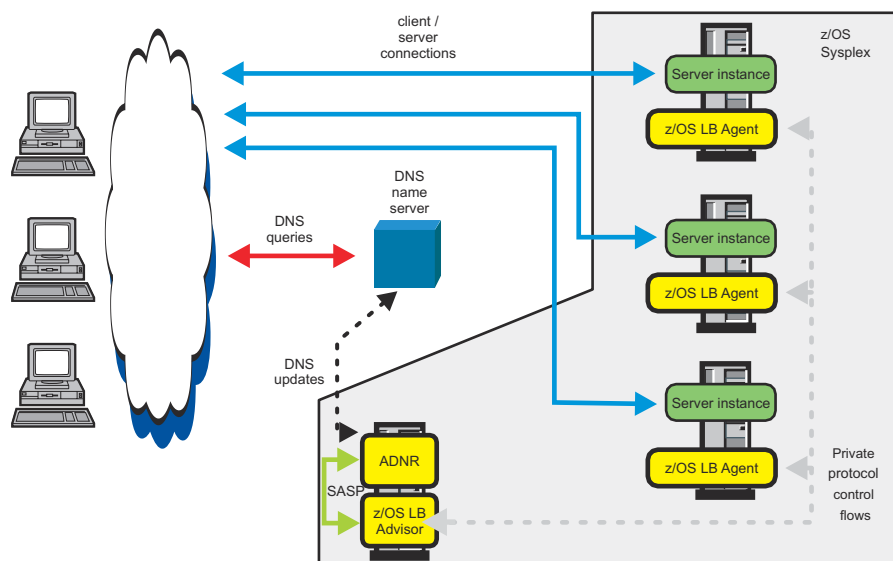 client /
server
connections
z/OS
Sysplex
Server instance
z/OS LB Agent
DNS
name
server
DNS
queries
Server instance
z/OS LB Agent
DNS
updates
Server instance
z/OS LB Agent
ADNR
SASP
z/OS LB
Advisor
Private
protocol
control
flows